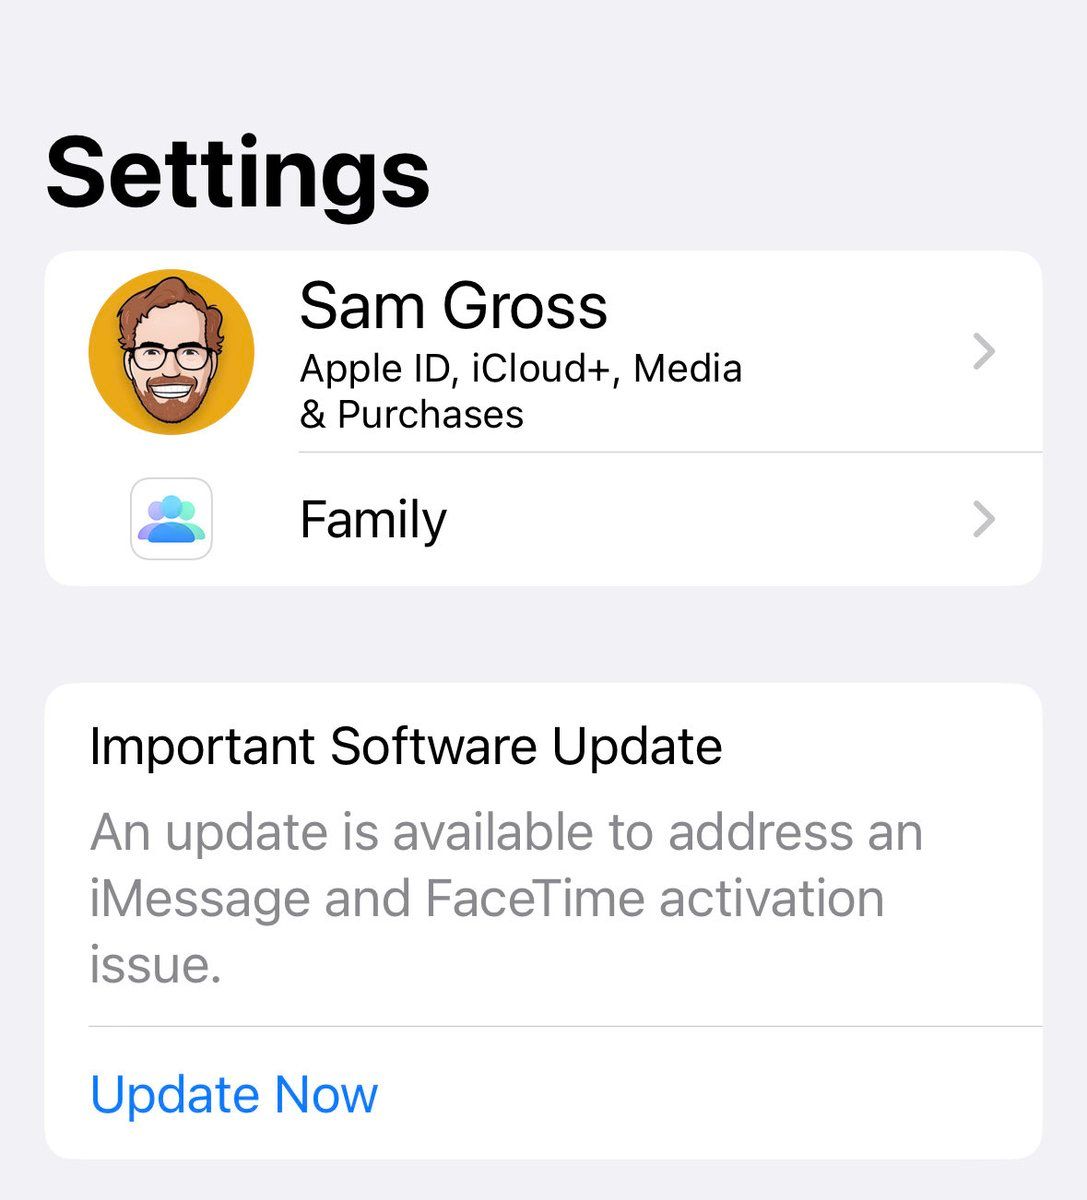 Settings
Sam Gross
Apple ID, iCloud+, Media
& Purchases
Family
Important Software Update
An update is available to address an
iMessage and FaceTime activation
issue.
Update Now